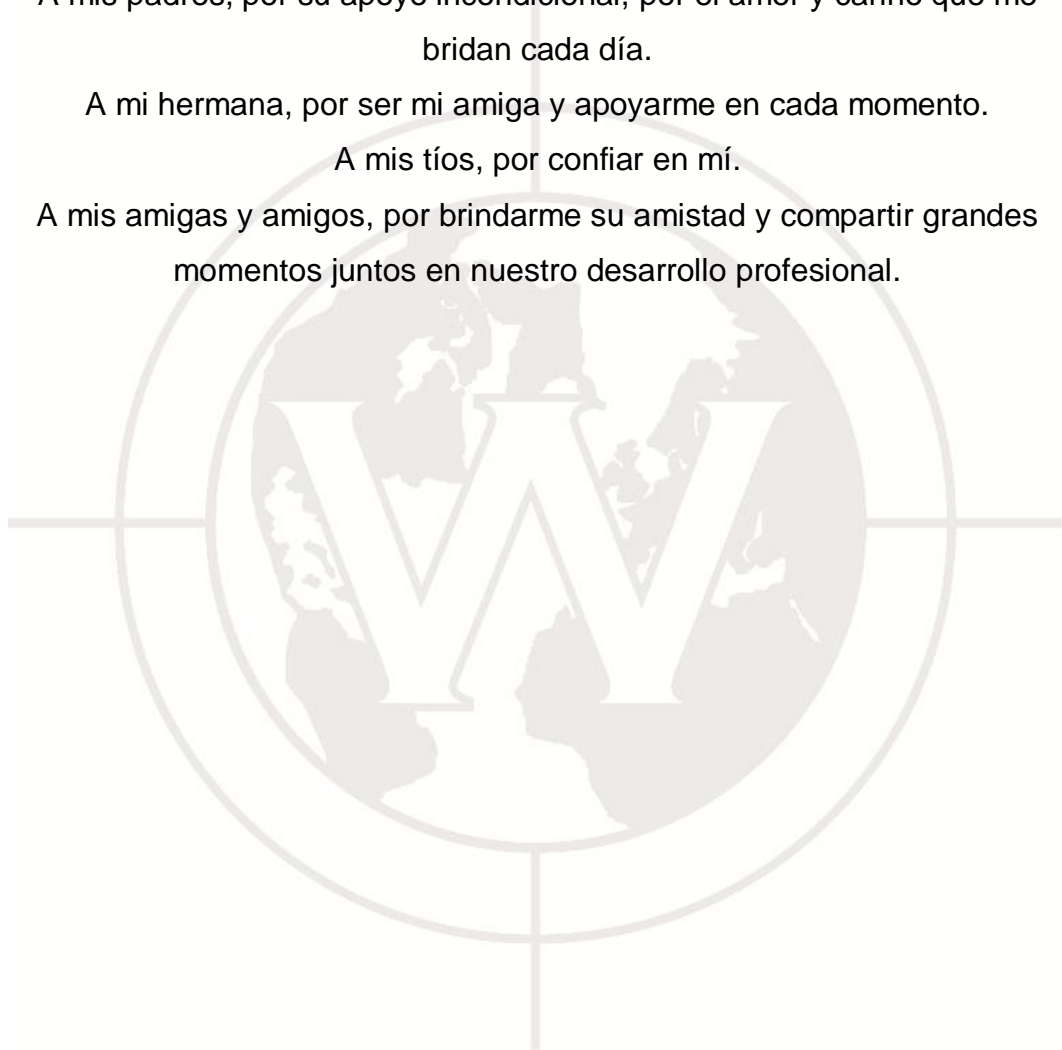 A mis padres, por su apoyo incondicional, por el amor y cariño que me
bridan cada día.
A mi hermana, por ser mi amiga y apoyarme en cada momento.
A mis tíos, por confiar en mí.
A mis amigas y amigos, por brindarme su amistad y compartir grandes
momentos juntos en nuestro desarrollo profesional.
W